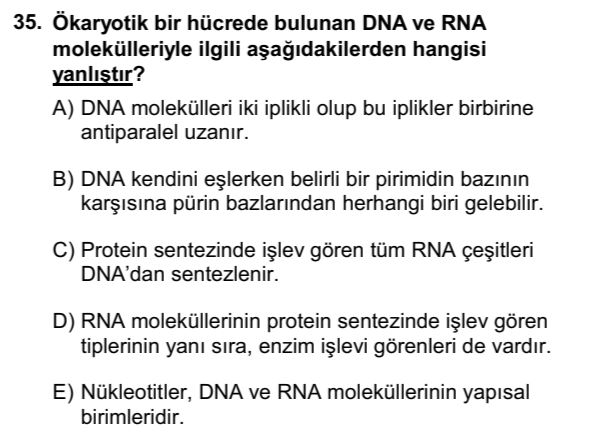 35. Ökaryotik bir hücrede bulunan DNA ve RNA
molekülleriyle ilgili aşağıdakilerden hangisi
yanlıştır?
A) DNA molekülleri iki iplikli olup bu iplikler birbirine
antiparalel uzanır.
B) DNA kendini eşlerken belirli bir pirimidin bazının
karşısına pürin bazlarından herhangi biri gelebilir.
C) Protein sentezinde işlev gören tüm RNA çeşitleri
DNA’dan sentezlenir.
D) RNA moleküllerinin protein sentezinde işlev gören
tiplerinin yanı sıra, enzim işlevi görenleri de vardır.
E) Nükleotitler, DNA ve RNA moleküllerinin yapısal
birimleridir.